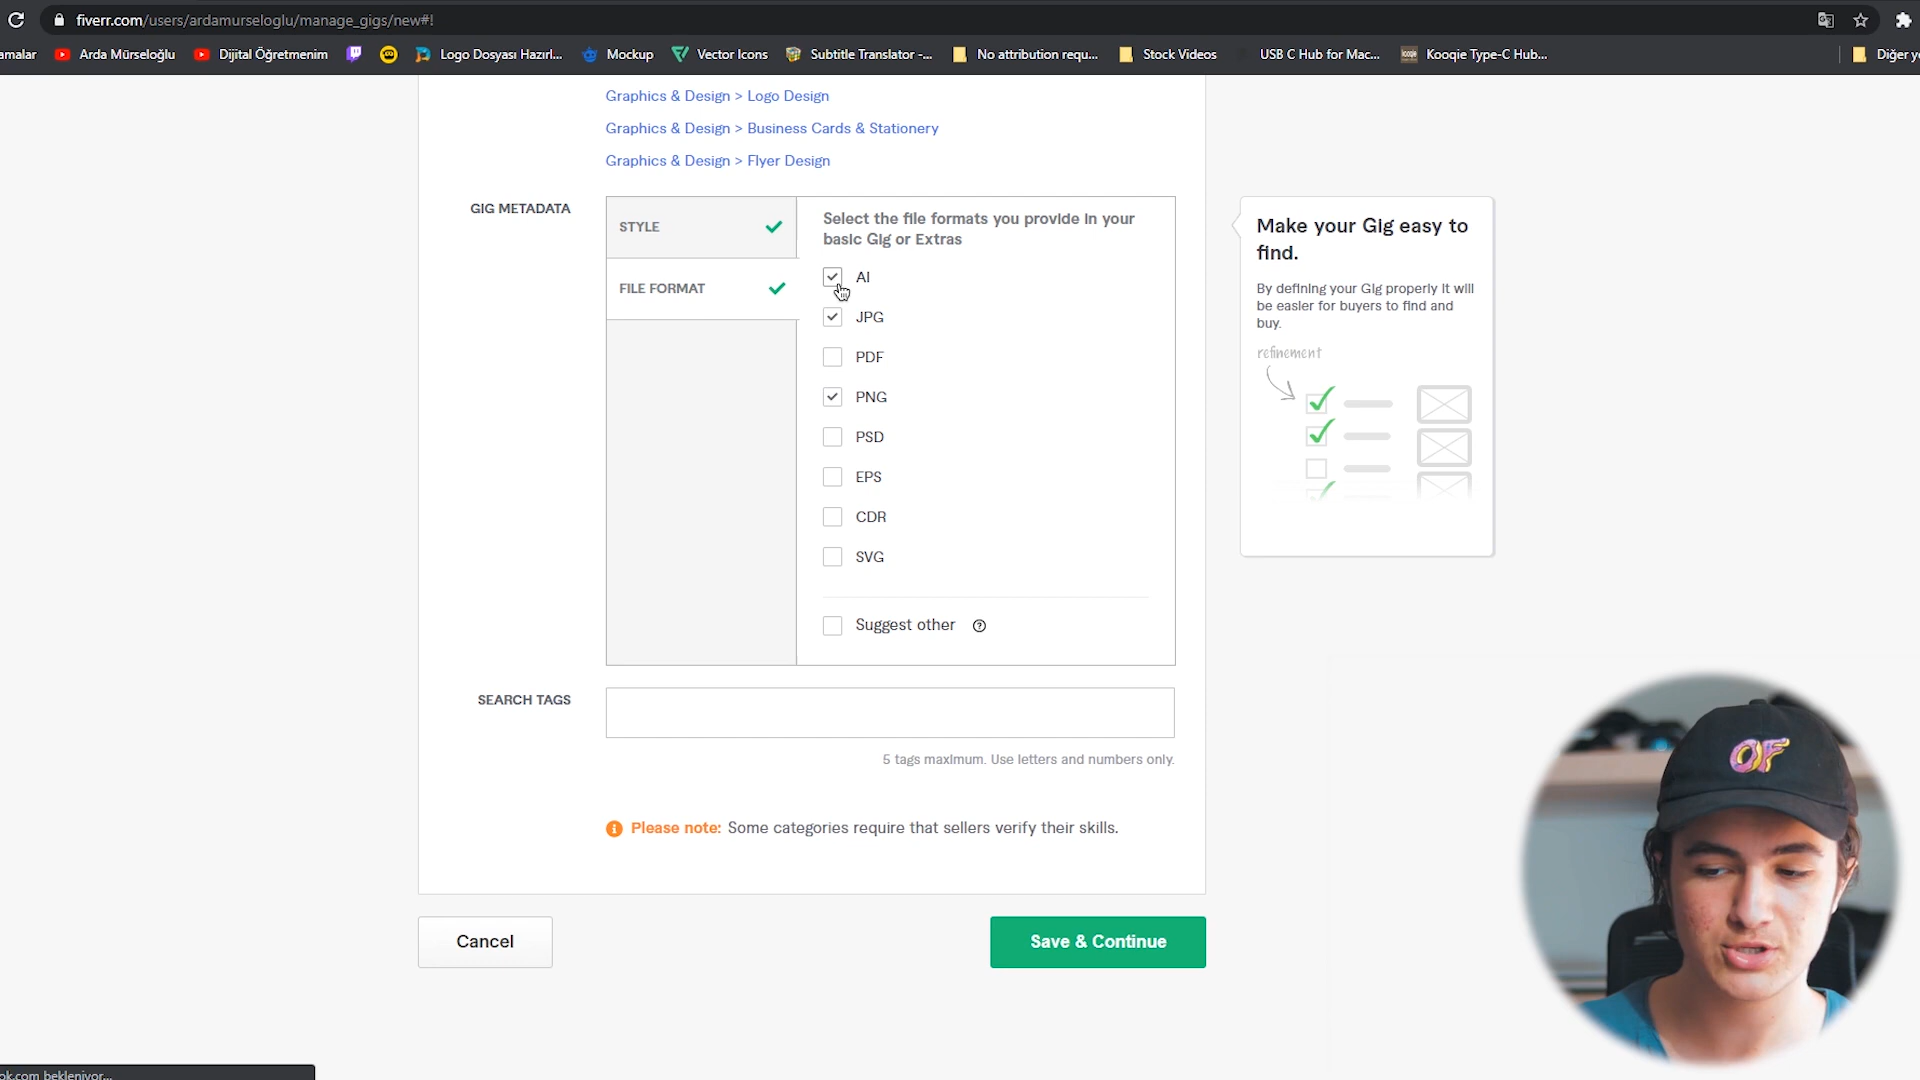 fiverr.com/users/ardamurseloglu/manage_gigs/new#!
amalar Arda Mürseloğlu Dijital Öğretmenim Logo Dosyası Hazırl... Mockup Vector Icons Subtitle Translator -... No attribution requ... Stock Videos USB C Hub for Mac... Kooqie Type-C Hub... Diğer ye
Graphics & Design > Logo Design
Graphics & Design > Business Cards & Stationery
Graphics & Design > Flyer Design
GIG METADATA
STYLE
FILE FORMAT
Select the file formats you provide in your
basic Gig or Extras
AI
JPG
PDF
PNG
PSD
EPS
CDR
SVG
Suggest other
Make your Gig easy to
find.
By defining your Gig properly it will
be easier for buyers to find and
buy.
refinement
SEARCH TAGS
5 tags maximum. Use letters and numbers only.
Please note: Some categories require that sellers verify their skills.
Cancel
Save & Continue
OF
ok.com bekleniyor...